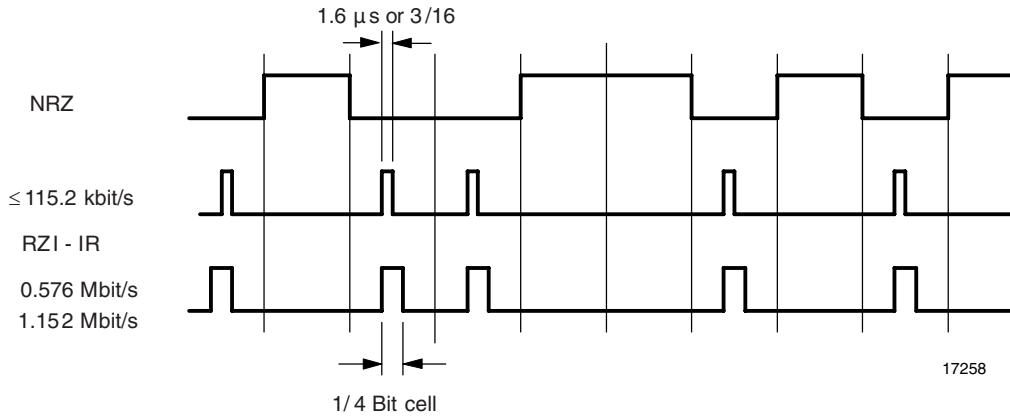 1.6 μs or 3/16
NRZ
≤ 115.2 kbit/s
RZI - IR
0.576 Mbit/s
1.152 Mbit/s
17258
1/4 Bit cell